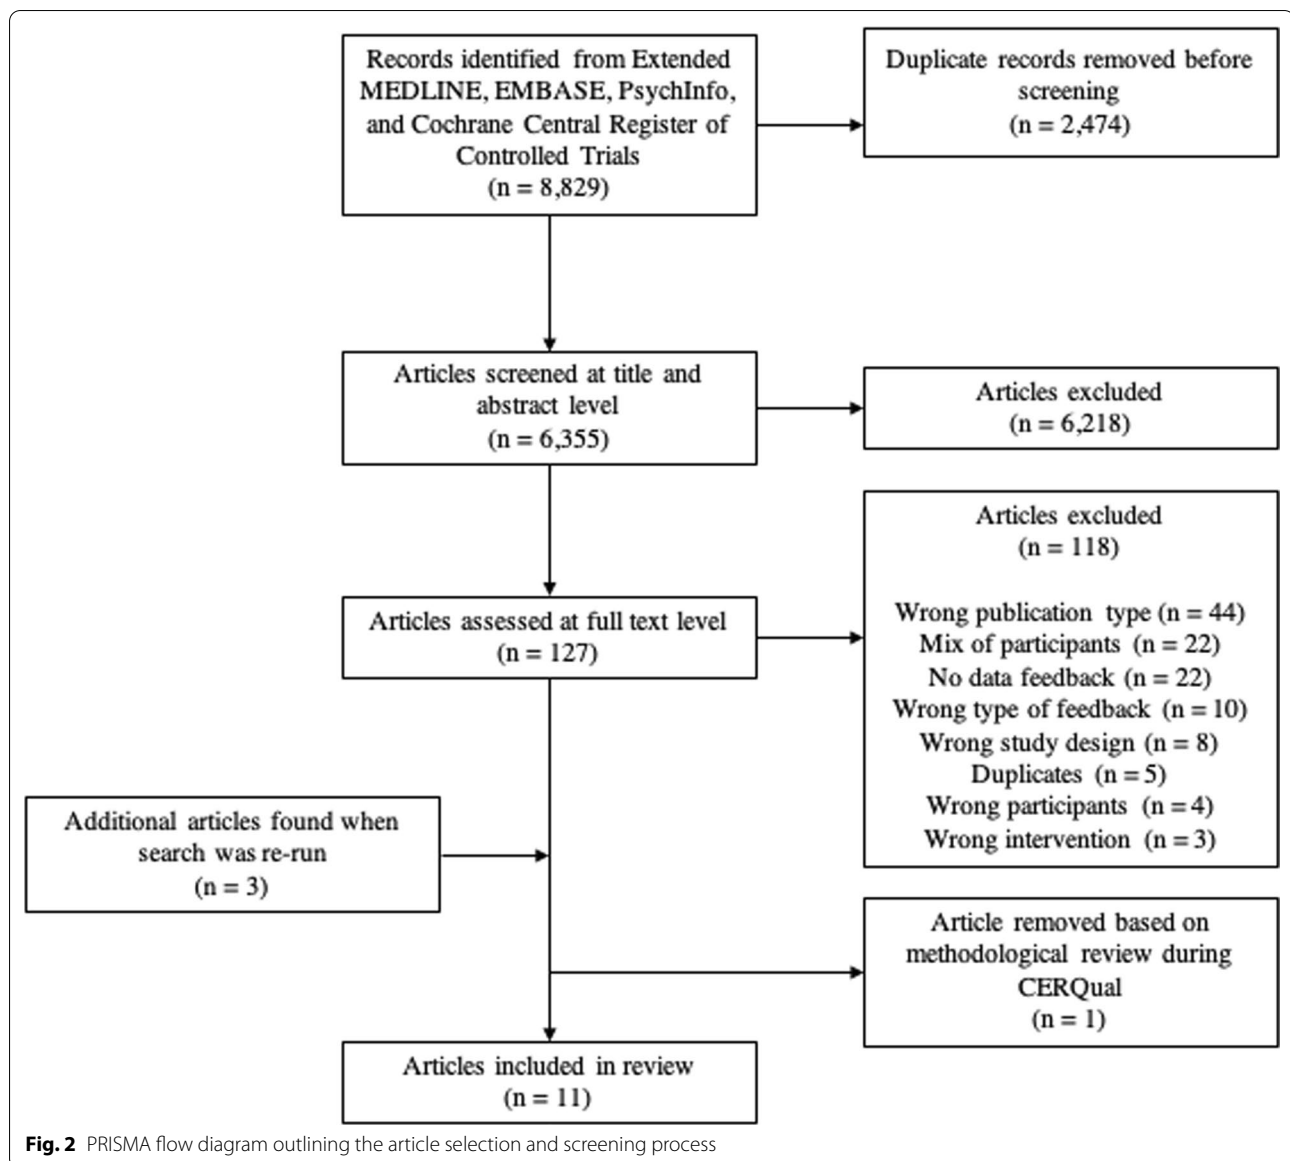 Records identified from Extended
MEDLINE, EMBASE, PsychInfo,
and Cochrane Central Register of
Controlled Trials
(n = 8,829)
Duplicate records removed before
screening
(n = 2,474)
Articles screened at title and
abstract level
(n = 6,355)
Articles excluded
(n = 6,218)
Articles assessed at full text level
(n = 127)
Articles excluded
(n = 118)
Wrong publication type (n = 44)
Mix of participants (n = 22)
No data feedback (n = 22)
Wrong type of feedback (n = 10)
Wrong study design (n = 8)
Duplicates (n = 5)
Wrong participants (n = 4)
Wrong intervention (n = 3)
Additional articles found when
search was re-run
(n = 3)
Article removed based on
methodological review during
CERQual
(n = 1)
Articles included in review
(n = 11)
Fig. 2 PRISMA flow diagram outlining the article selection and screening process